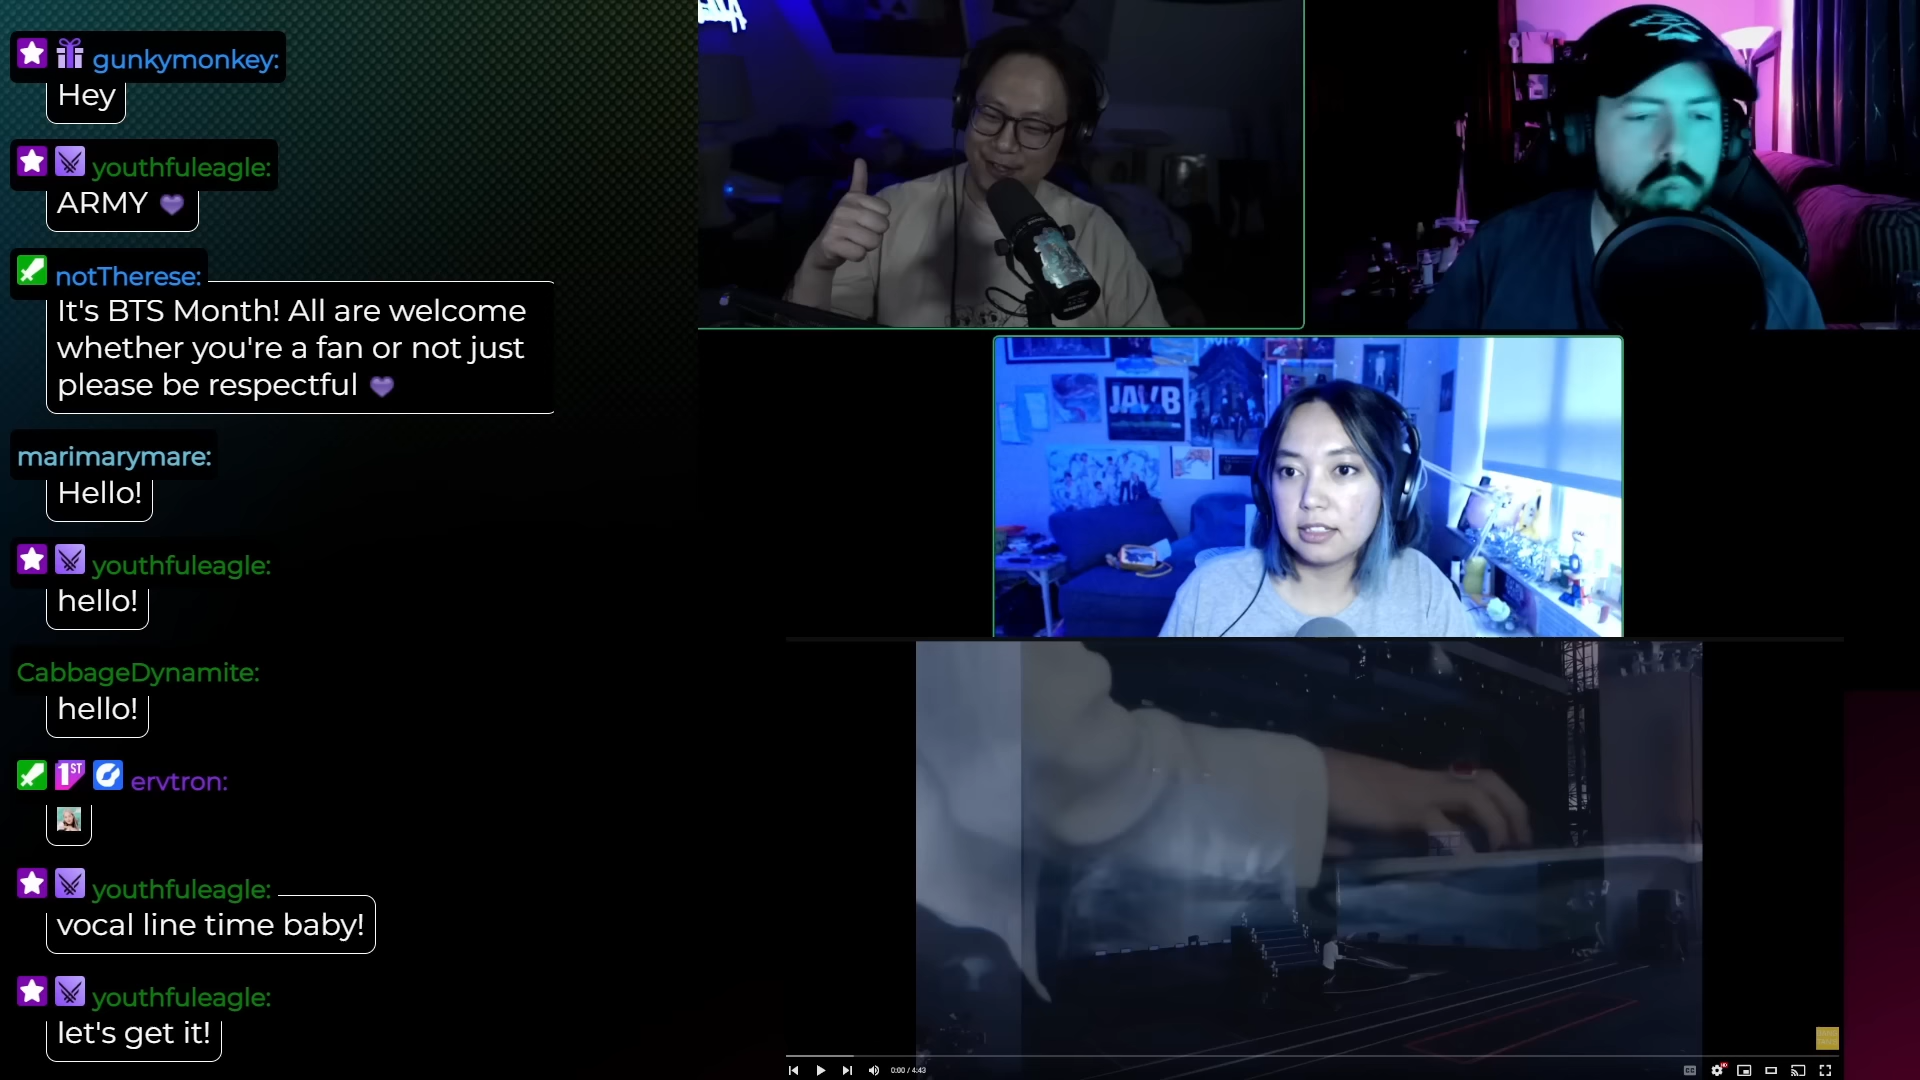 gunkymonkey:
Hey
youthfuleagle:
ARMY
notTherese:
It's BTS Month! All are welcome
whether you're a fan or not just
please be respectful
marimarymare:
Hello!
youthfuleagle:
hello!
CabbageDynamite:
hello!
1ST ervtron:
youthfuleagle:
vocal line time baby!
youthfuleagle:
let's get it!
JAY B
0:00 / 4:43